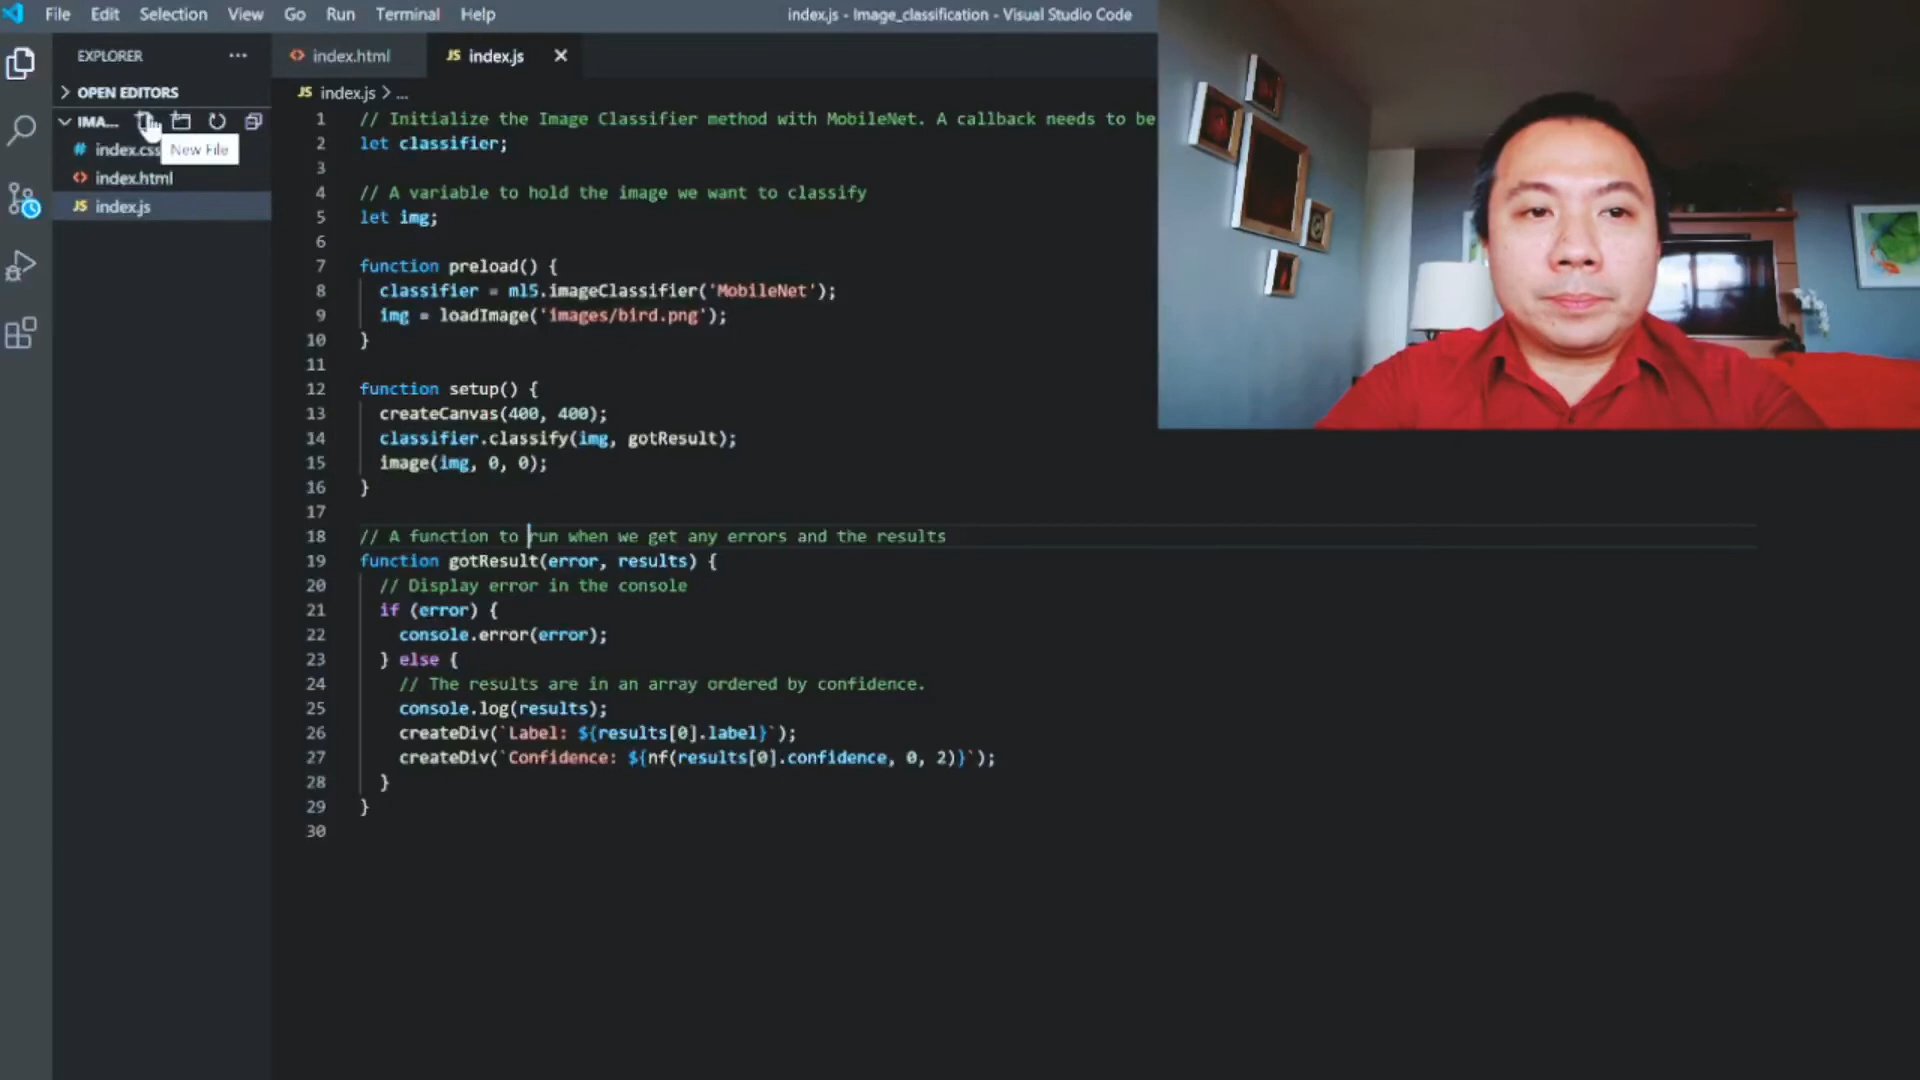 File Edit Selection View Go Run Terminal Help
index.js - Image_classification - Visual Studio Code
EXPLORER ···
index.html
JS index.js
OPEN EDITORS
JS index.js > ...
IMA...
# index.css
New File
index.html
JS index.js
1 // Initialize the Image Classifier method with MobileNet. A callback needs to be
2 let classifier;
3
4 // A variable to hold the image we want to classify
5 let img;
6
7 function preload() {
8 classifier = ml5.imageClassifier('MobileNet');
9 img = loadImage('images/bird.png');
10 }
11
12 function setup() {
13 createCanvas(400, 400);
14 classifier.classify(img, gotResult);
15 image(img, 0, 0);
16 }
17
18 // A function to run when we get any errors and the results
19 function gotResult(error, results) {
20 // Display error in the console
21 if (error) {
22 console.error(error);
23 } else {
24 // The results are in an array ordered by confidence.
25 console.log(results);
26 createDiv(`Label: ${results[0].label}`);
27 createDiv(`Confidence: ${nf(results[0].confidence, 0, 2)}`);
28 }
29 }
30